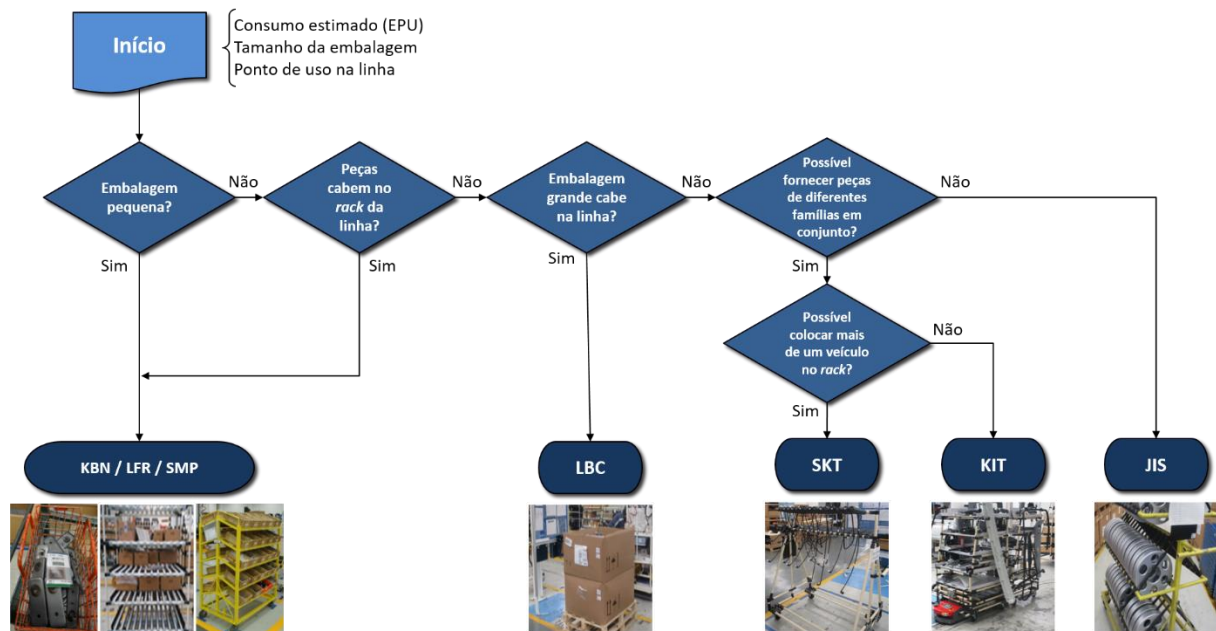 Início
Consumo estimado (EPU)
Tamanho da embalagem
Ponto de uso na linha
Embalagem
pequena?
Não
Sim
Peças
cabem no
rack da
linha?
Não
Sim
Embalagem
grande cabe
na linha?
Não
Sim
Possível
fornecer peças
de diferentes
famílias em
conjunto?
Não
Sim
Possível
colocar mais
de um veículo
no rack?
Não
Sim
KBN / LFR / SMP
LBC
SKT
KIT
JIS